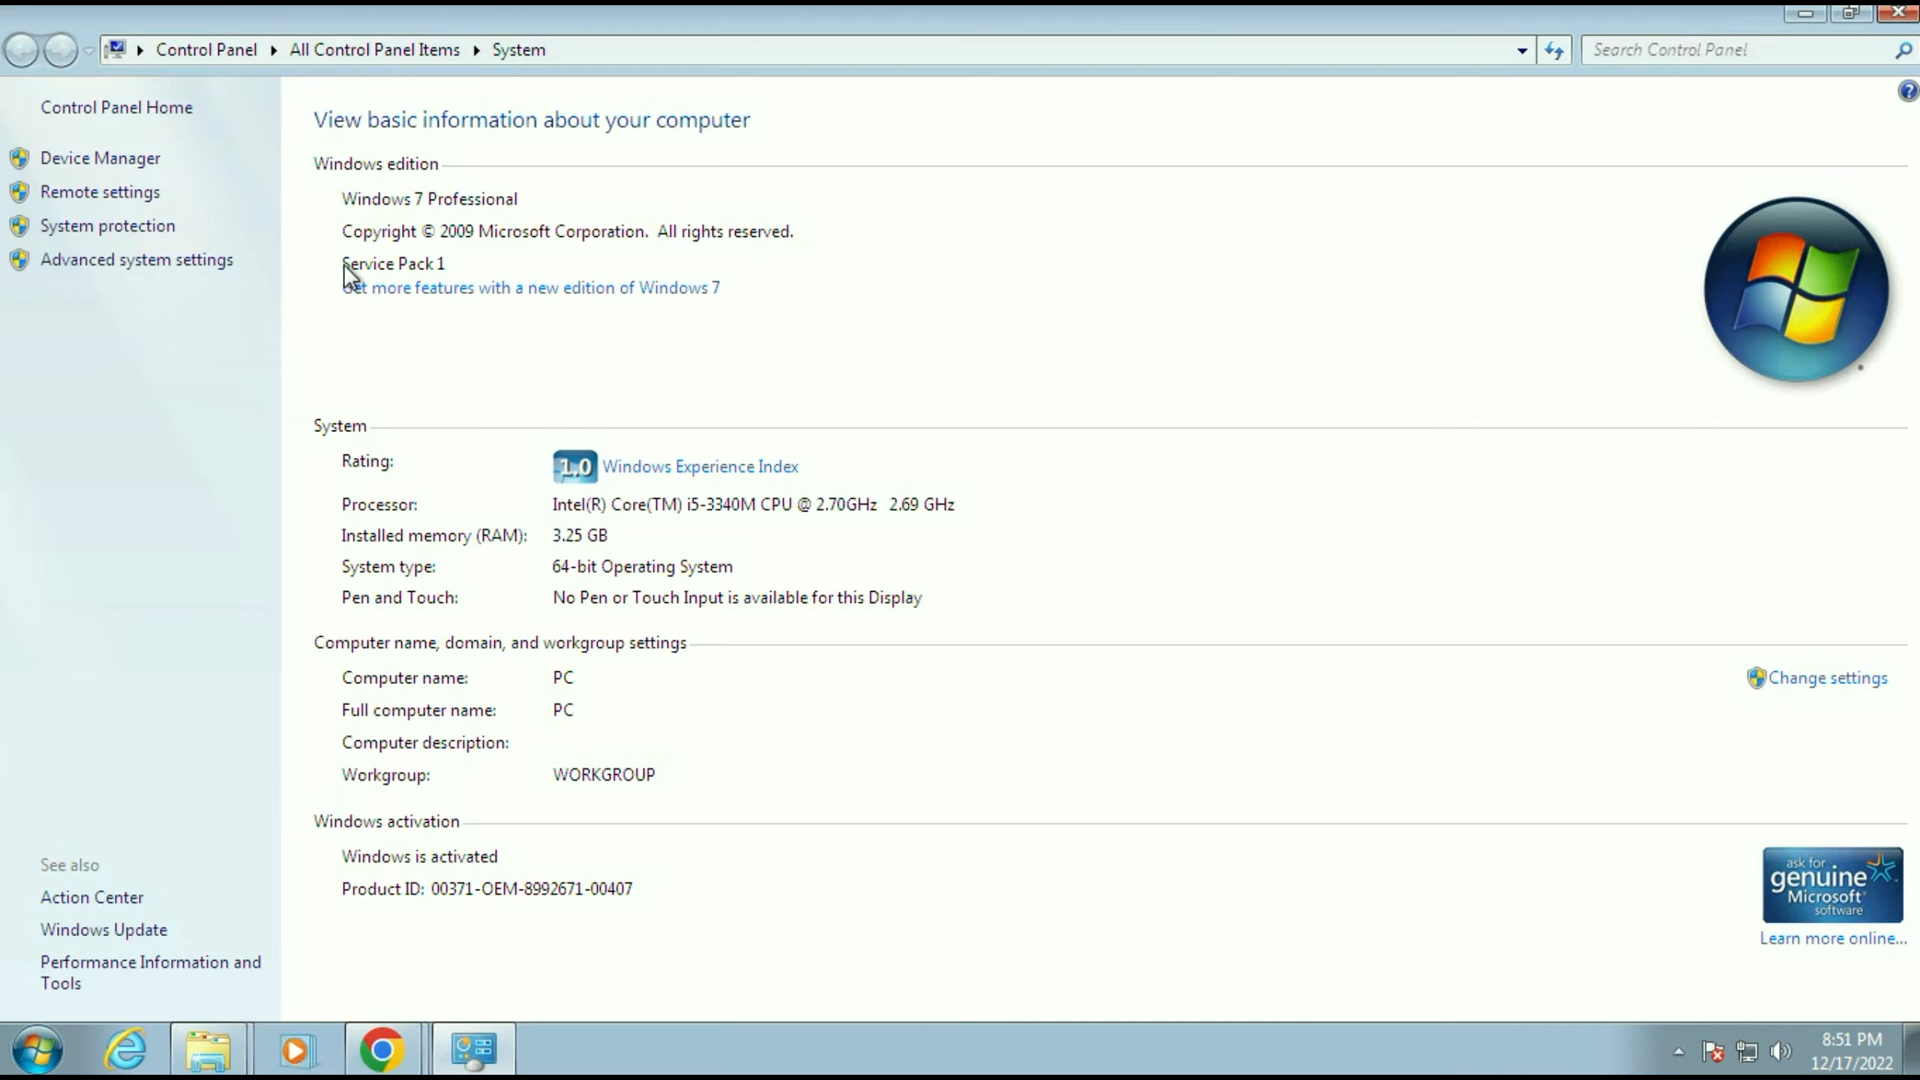 Control Panel
All Control Panel Items
System
Search Control Panel
Control Panel Home
Device Manager
Remote settings
System protection
Advanced system settings
View basic information about your computer
Windows edition
Windows 7 Professional
Copyright © 2009 Microsoft Corporation. All rights reserved.
Service Pack 1
Get more features with a new edition of Windows 7
System
Rating:
1.0 Windows Experience Index
Processor: Intel(R) Core(TM) i5-3340M CPU @ 2.70GHz 2.69 GHz
Installed memory (RAM): 3.25 GB
System type: 64-bit Operating System
Pen and Touch: No Pen or Touch Input is available for this Display
Computer name, domain, and workgroup settings
Computer name: PC
Change settings
Full computer name: PC
Computer description:
Workgroup: WORKGROUP
Windows activation
Windows is activated
Product ID: 00371-OEM-8992671-00407
ask for
genuine
Microsoft
software
Learn more online...
See also
Action Center
Windows Update
Performance Information and
Tools
8:51 PM
12/17/2022